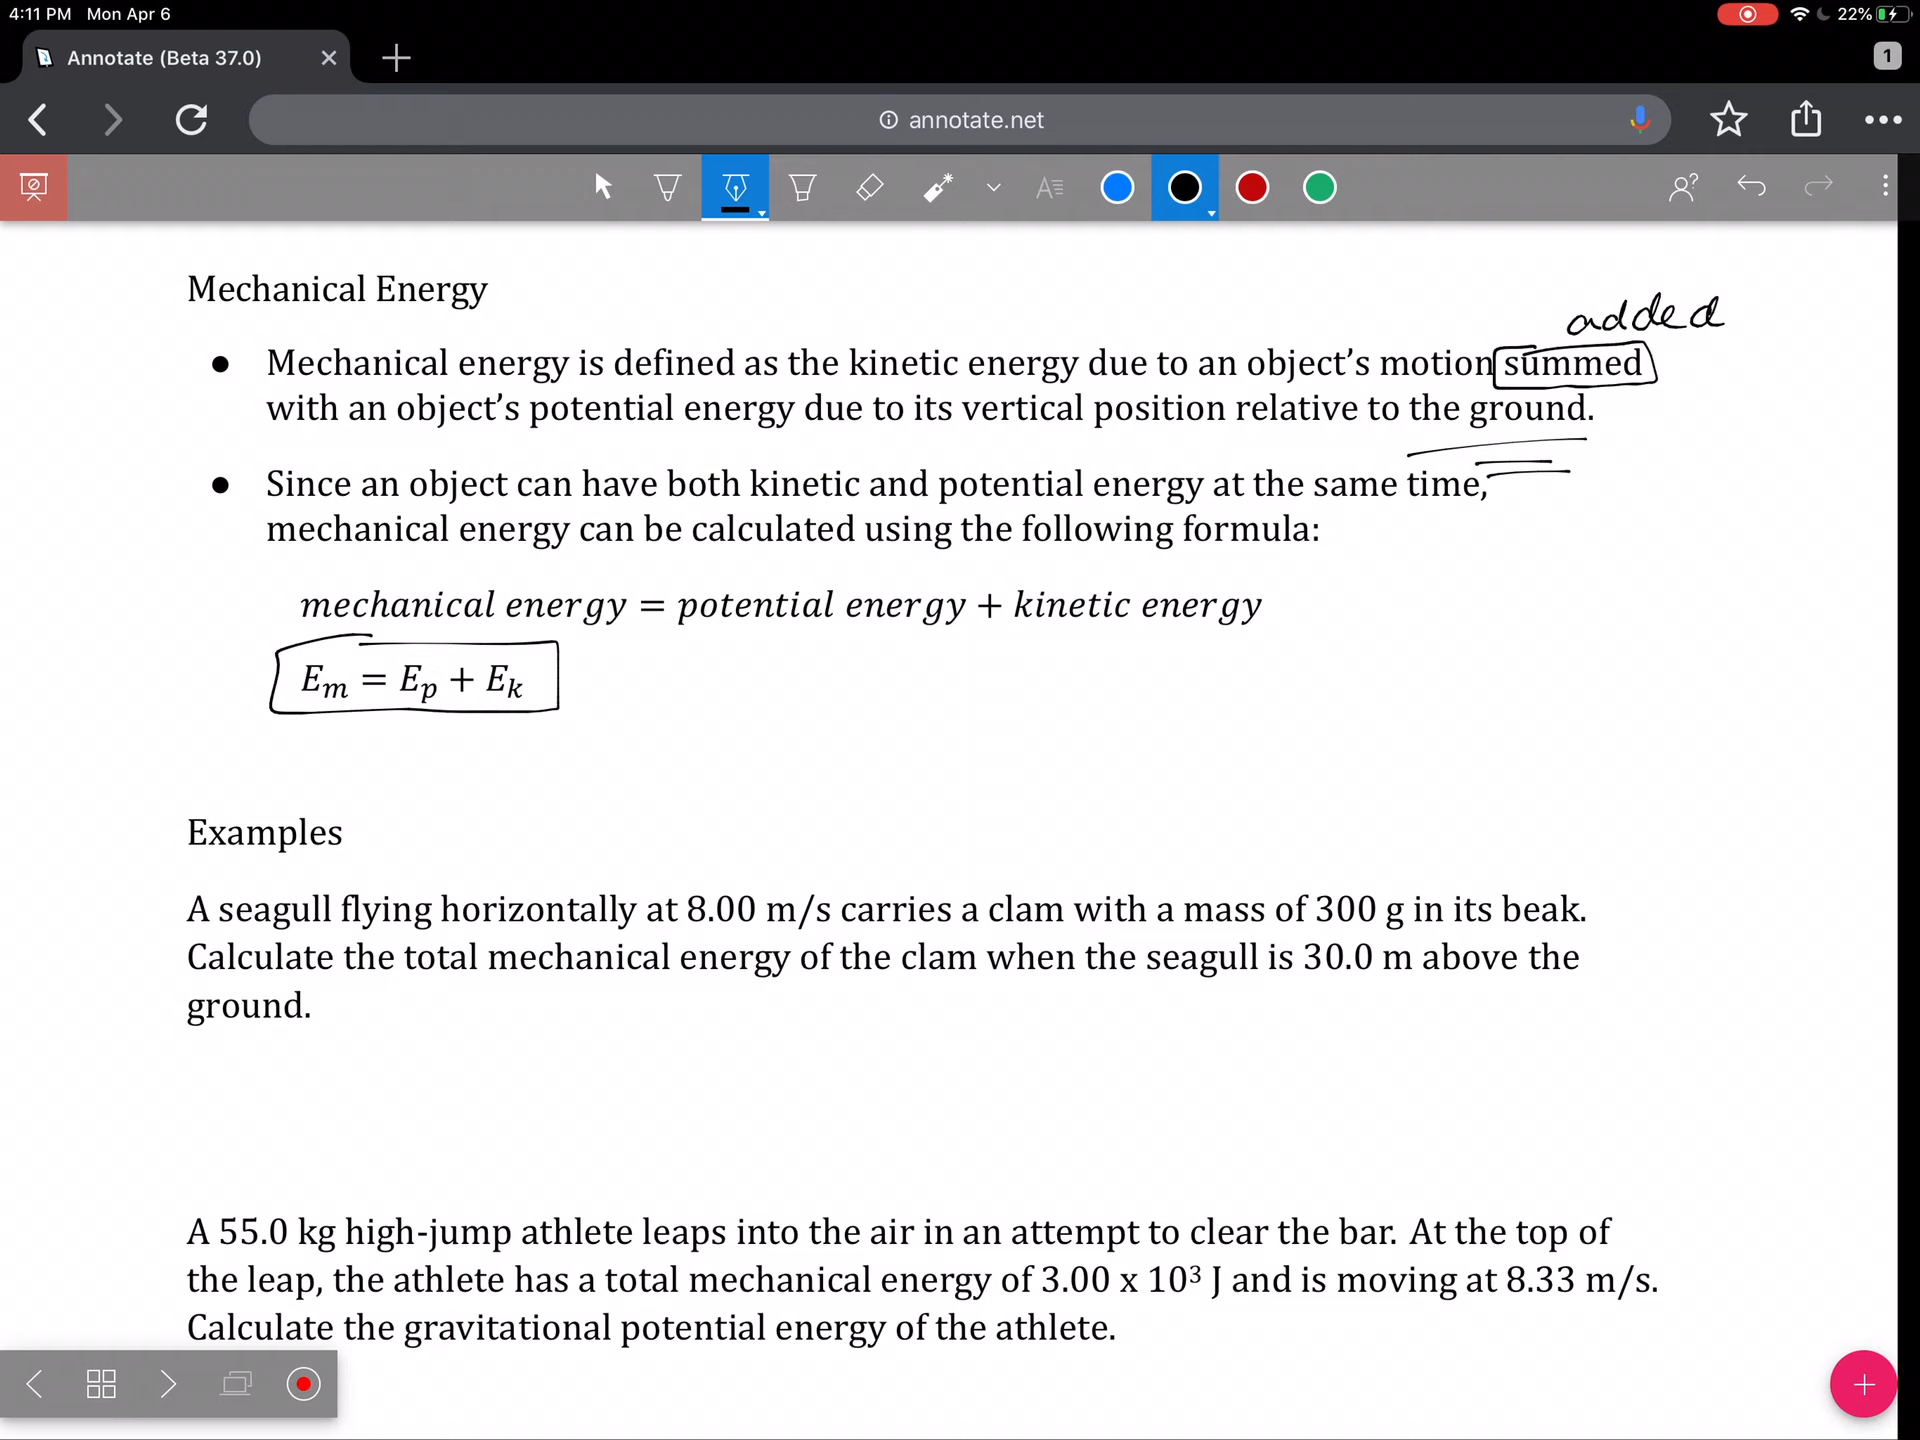 4:11 PM Mon Apr 6
22%
Annotate (Beta 37.0)
1
annotate.net
Mechanical Energy
added
● Mechanical energy is defined as the kinetic energy due to an object’s motion summed
with an object’s potential energy due to its vertical position relative to the ground.
● Since an object can have both kinetic and potential energy at the same time,
mechanical energy can be calculated using the following formula:
mechanical energy = potential energy + kinetic energy
Eₘ = Eₚ + Eₖ
Examples
A seagull flying horizontally at 8.00 m/s carries a clam with a mass of 300 g in its beak.
Calculate the total mechanical energy of the clam when the seagull is 30.0 m above the
ground.
A 55.0 kg high-jump athlete leaps into the air in an attempt to clear the bar. At the top of
the leap, the athlete has a total mechanical energy of 3.00 x 10³ J and is moving at 8.33 m/s.
Calculate the gravitational potential energy of the athlete.